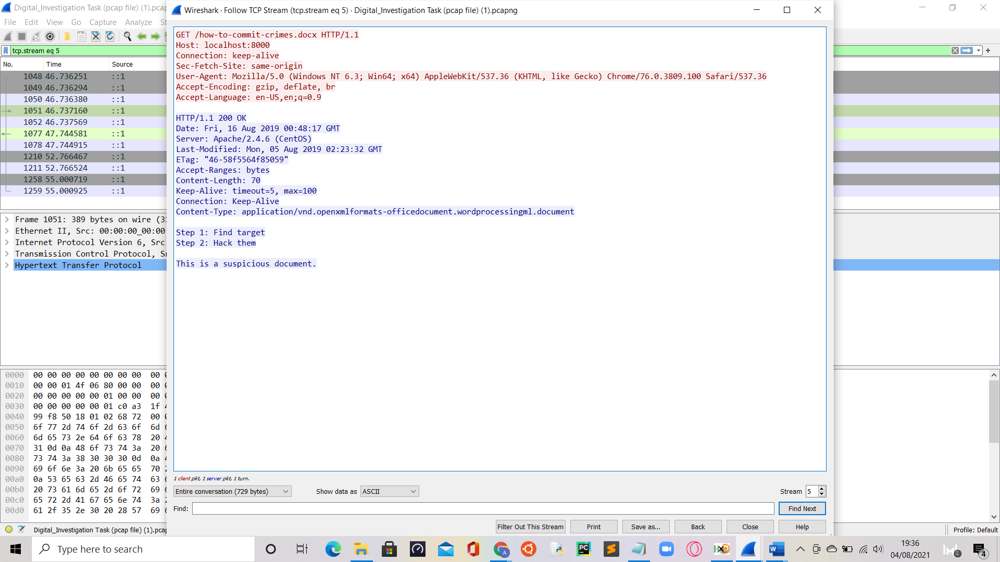 Digital_Investigation Task (pcap file) (1).pcap
Wireshark · Follow TCP Stream (tcp.stream eq 5) · Digital_Investigation Task (pcap file) (1).pcapng
File Edit View Go Capture Analyze St
tcp.stream eq 5
No. Time Source
1048 46.736251 ::1
1049 46.736294 ::1
1050 46.736380 ::1
1051 46.737160 ::1
1052 46.737569 ::1
1077 47.744581 ::1
1078 47.744915 ::1
1210 52.766467 ::1
1211 52.766524 ::1
1258 55.000719 ::1
1259 55.000925 ::1
Frame 1051: 389 bytes on wire (31
Ethernet II, Src: 00:00:00_00:00
Internet Protocol Version 6, Src
Transmission Control Protocol, S
Hypertext Transfer Protocol
0000 00 00 00 00 00 00 00 00 00
0010 00 00 01 4f 06 80 00 00 00
0020 00 00 00 00 00 01 00 00 00
0030 00 00 00 00 00 01 c0 a3 1f
0040 99 f8 50 18 01 02 68 72 00
0050 6f 77 2d 74 6f 2d 63 6f 6d
0060 6d 65 73 2e 64 6f 63 78 20
0070 31 0d 0a 48 6f 73 74 3a 20
0080 73 74 3a 38 30 30 30 0d 0a
0090 69 6f 6e 3a 20 6b 65 65 70
00a0 0a 53 65 63 2d 46 65 74 63
00b0 20 73 61 6d 65 2d 6f 72 69
00c0 65 72 2d 41 67 65 6e 74 3a
00d0 61 2f 35 2e 30 20 28 57 69
GET /how-to-commit-crimes.docx HTTP/1.1
Host: localhost:8000
Connection: keep-alive
Sec-Fetch-Site: same-origin
User-Agent: Mozilla/5.0 (Windows NT 6.3; Win64; x64) AppleWebKit/537.36 (KHTML, like Gecko) Chrome/76.0.3809.100 Safari/537.36
Accept-Encoding: gzip, deflate, br
Accept-Language: en-US,en;q=0.9
HTTP/1.1 200 OK
Date: Fri, 16 Aug 2019 00:48:17 GMT
Server: Apache/2.4.6 (CentOS)
Last-Modified: Mon, 05 Aug 2019 02:23:32 GMT
ETag: "46-58f5564f85059"
Accept-Ranges: bytes
Content-Length: 70
Keep-Alive: timeout=5, max=100
Connection: Keep-Alive
Content-Type: application/vnd.openxmlformats-officedocument.wordprocessingml.document
Step 1: Find target
Step 2: Hack them
This is a suspicious document.
1 client pkt, 1 server pkt, 1 turn.
Entire conversation (729 bytes) Show data as ASCII Stream 5
Find: Find Next
Filter Out This Stream Print Save as... Back Close Help
Digital_Investigation Task (pcap file) (1).pcap Profile: Default
Type here to search
19:36
04/08/2021
2
4